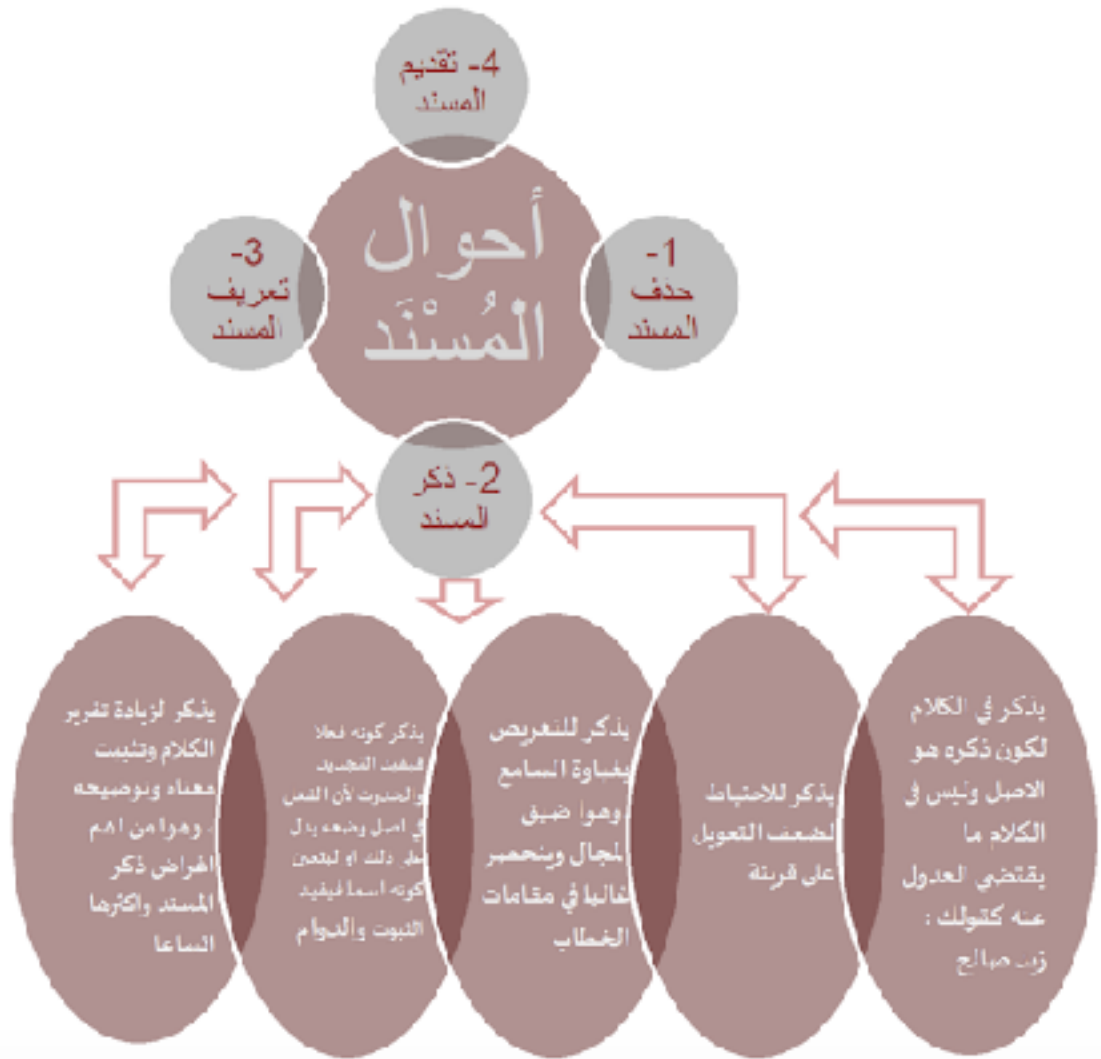 4- تقديم
المسند
أحوال
المُسْنَد
1-
حذف
المسند
3-
تعريف
المسند
2- ذكر
المسند
يذكر في الكلام
لكون ذكره هو
الاصل وليس في
الكلام ما
يقتضي العدول
عنه كقولك :
زيد صالح
يذكر للاحتياط
لضعف التعويل
على قرينة
يذكر للتعريض
بغباوة السامع
.وهوا ضيق
المجال وينحصر
غالبا في مقامات
الخطاب
يذكر كونه فعلا
فيفيد التجديد
والحدوث لأن الفعل
في اصل وضعه يدل
على ذلك او ليتعين
كونه اسما فيفيد
الثبوت والدوام
يذكر لزيادة تقرير
الكلام وتثبيت
معناه وتوضيحه
. وهوا من اهم
اغراض ذكر
المسند واكثرها
اتساعا